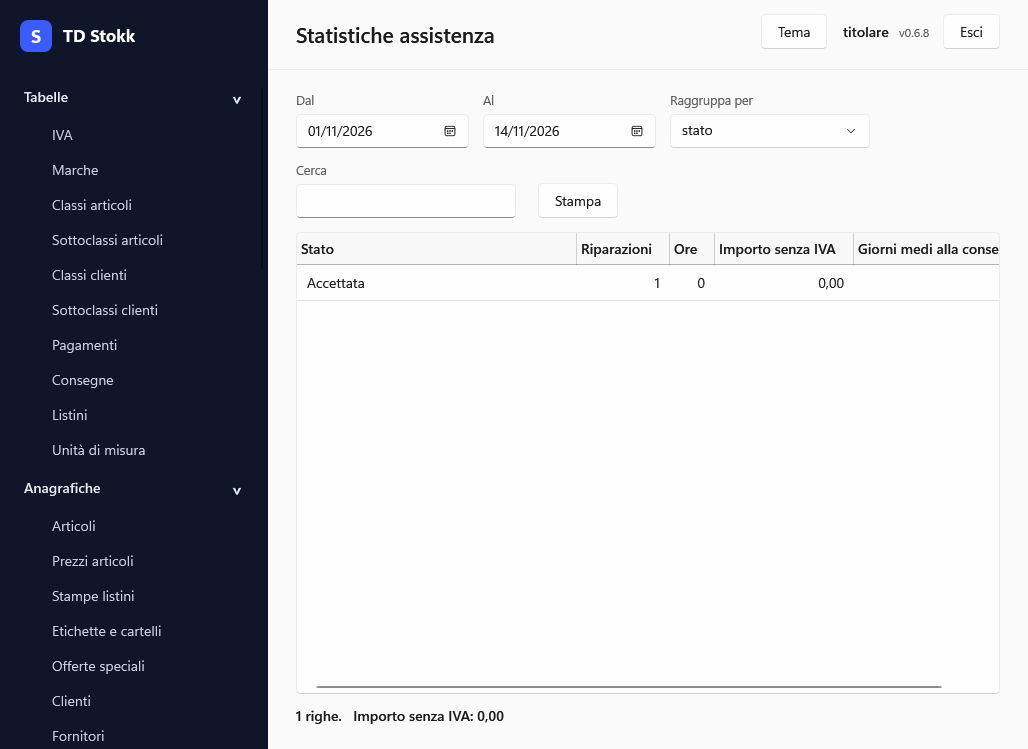 S TD Stokk
Tabelle v
IVA
Marche
Classi articoli
Sottoclassi articoli
Classi clienti
Sottoclassi clienti
Pagamenti
Consegne
Listini
Unità di misura
Anagrafiche v
Articoli
Prezzi articoli
Stampe listini
Etichette e cartelli
Offerte speciali
Clienti
Fornitori
Statistiche assistenza
Tema titolare v0.6.8 Esci
Dal Al Raggruppa per
01/11/2026 14/11/2026 stato
Cerca
Stampa
Stato Riparazioni Ore Importo senza IVA Giorni medi alla conse
Accettata 1 0 0,00
1 righe. Importo senza IVA: 0,00